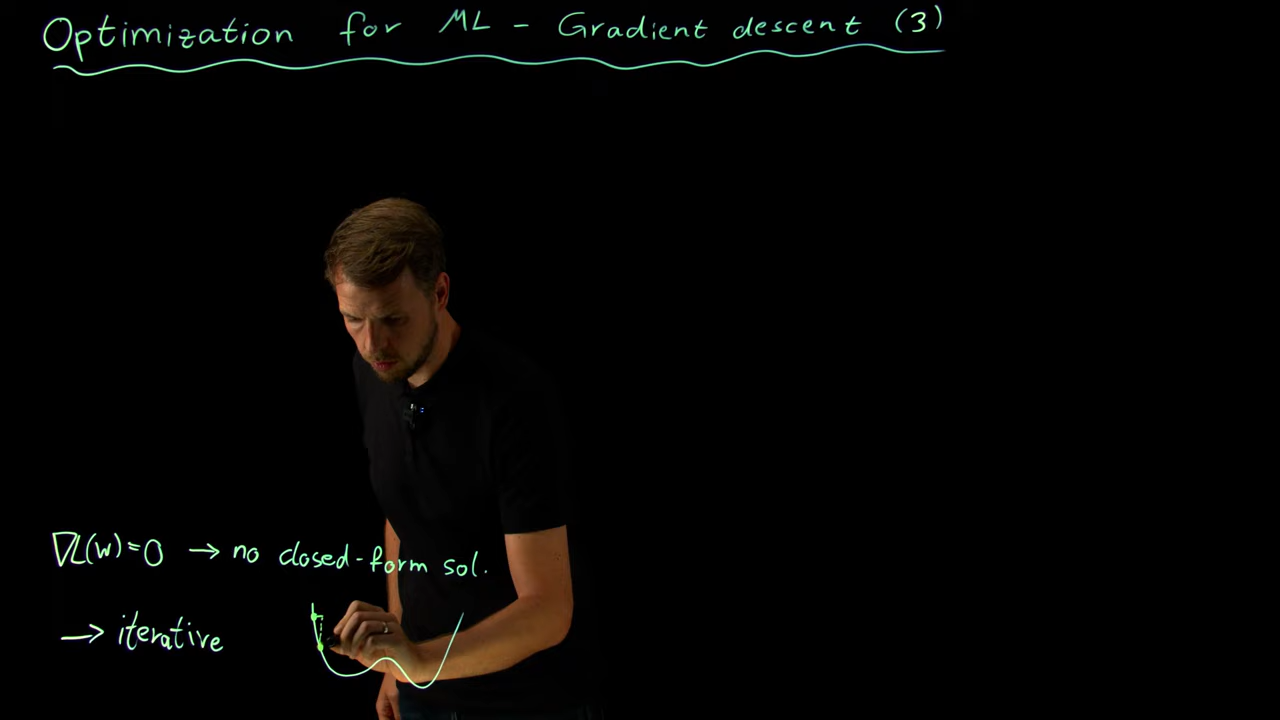 Optimization for ML - Gradient descent (3)
∇L(w)=0 → no closed-form sol.
→ iterative